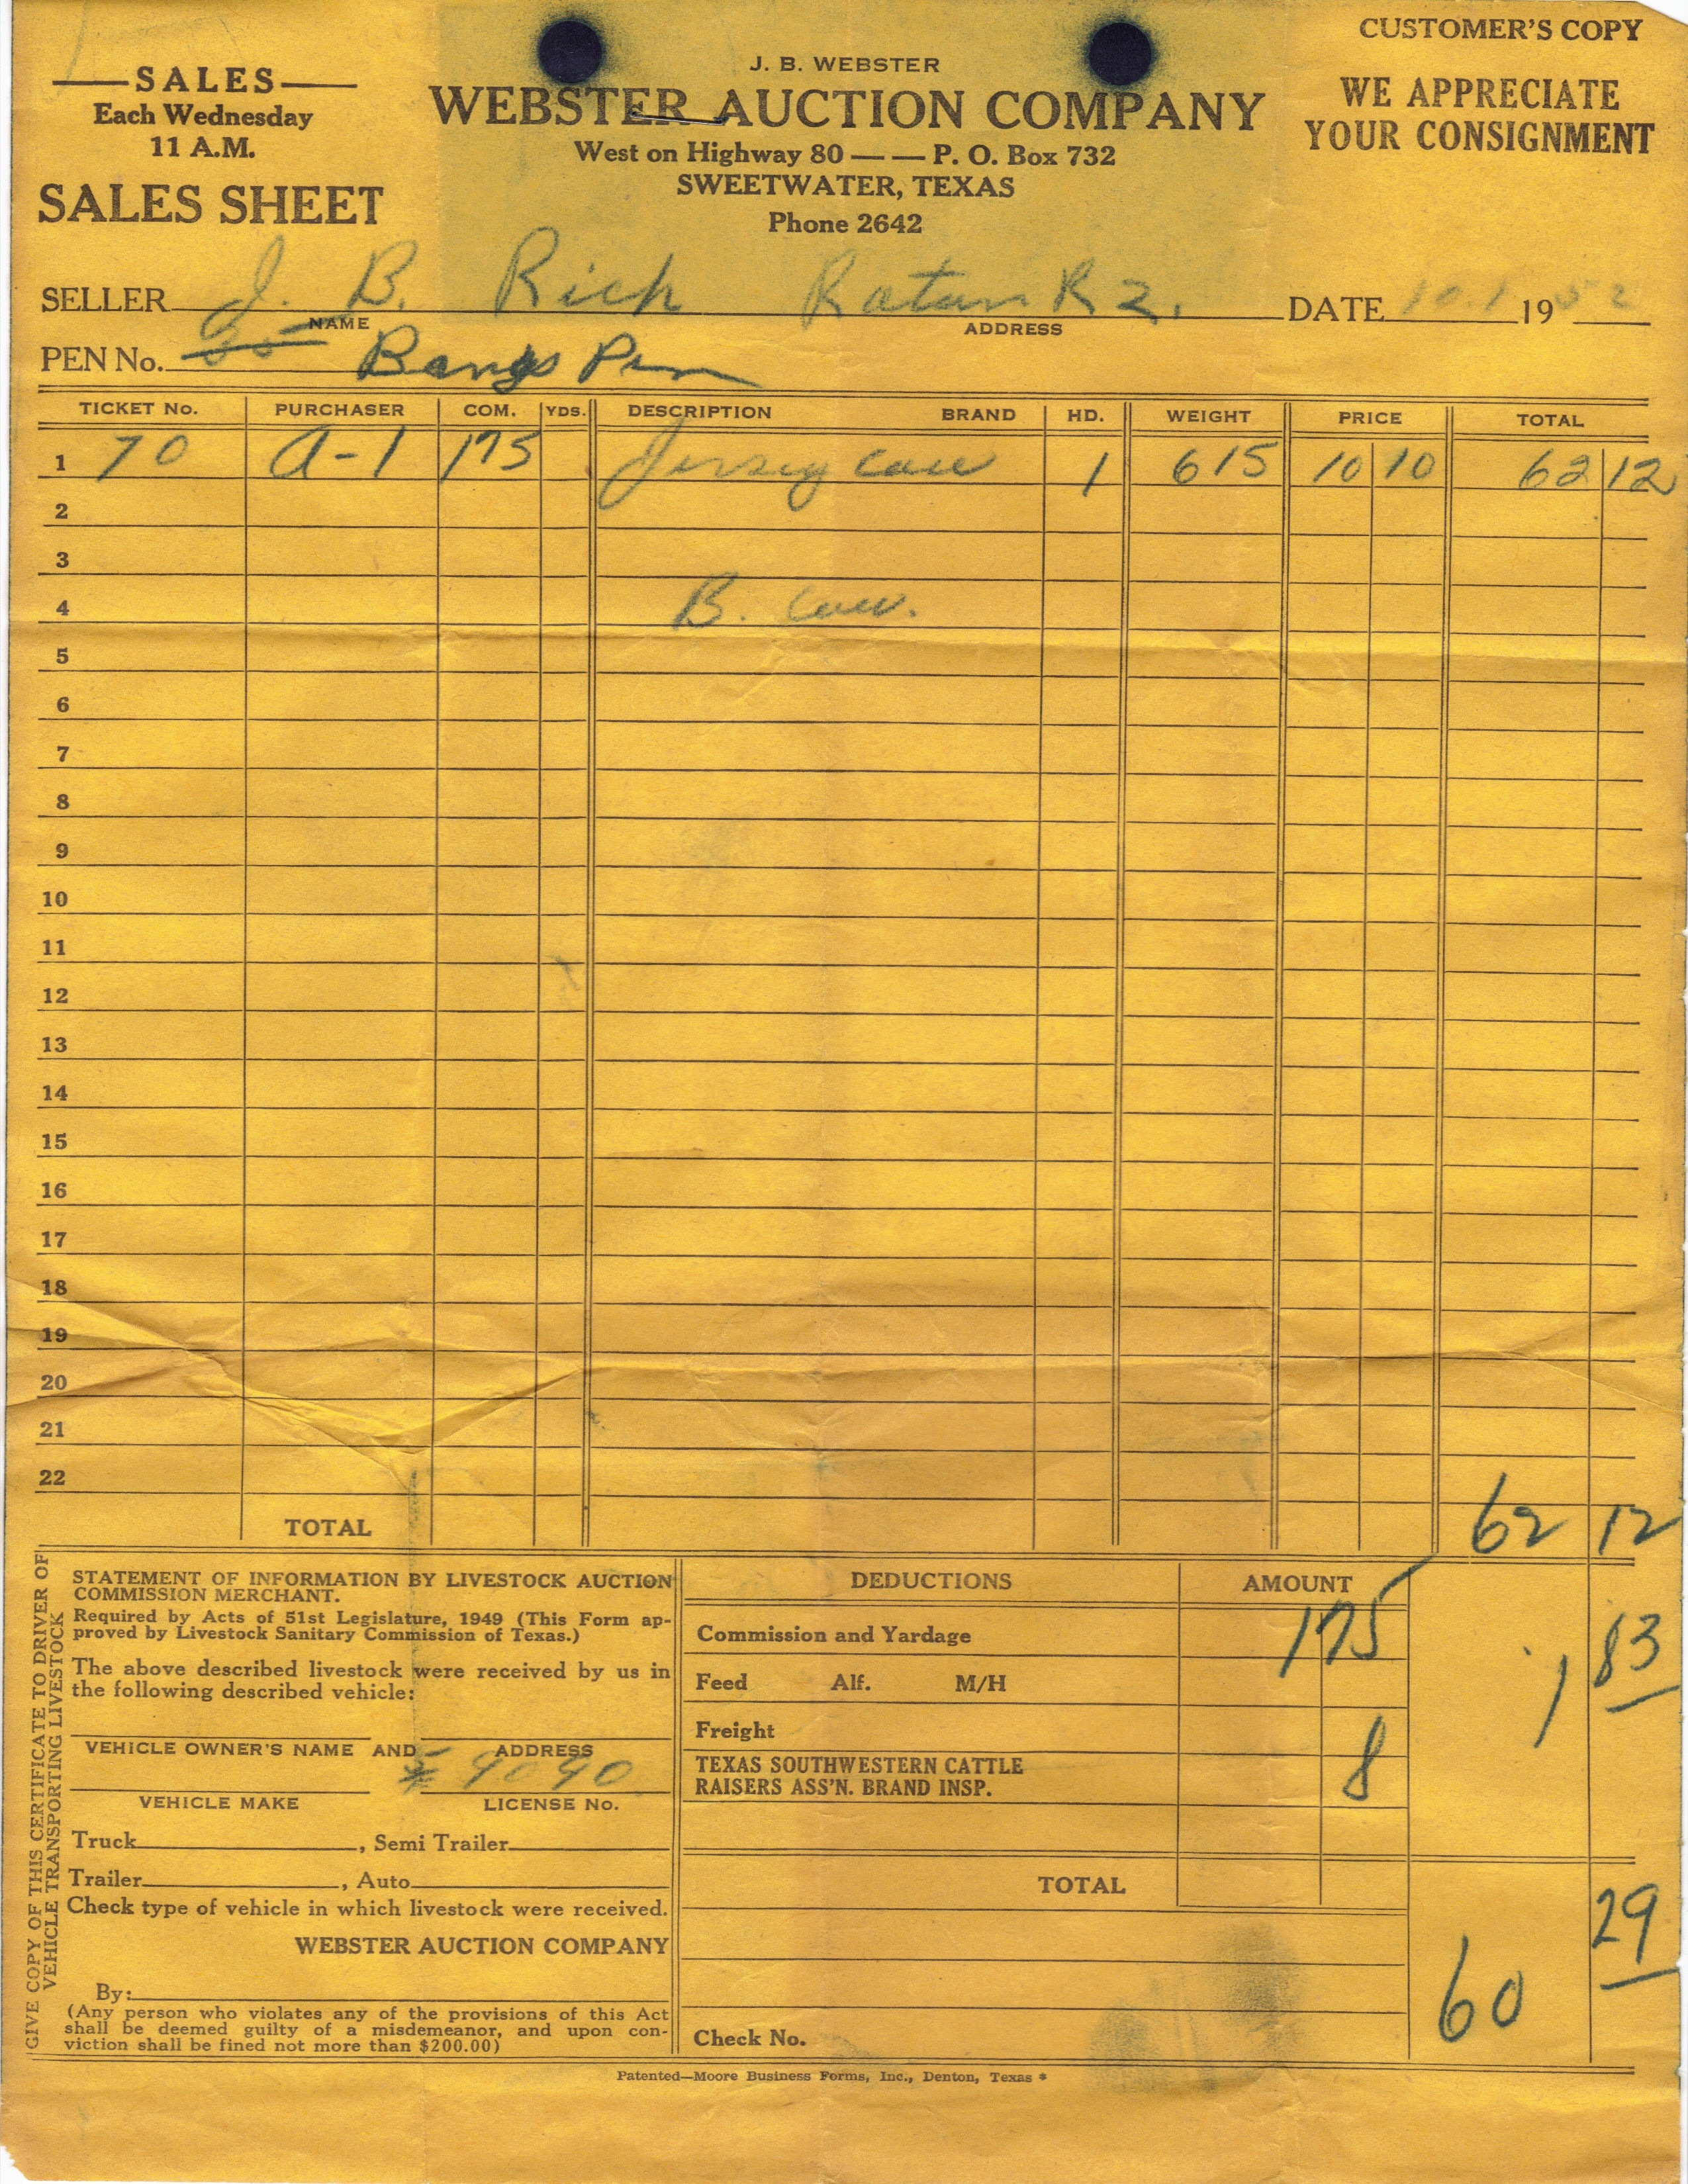 CUSTOMER'S COPY
SALES
Each Wednesday
11 A.M.
SALES SHEET
J. B. WEBSTER
WEBSTER AUCTION COMPANY
West on Highway 80 — — P. O. Box 732
SWEETWATER, TEXAS
Phone 2642
WE APPRECIATE
YOUR CONSIGNMENT
SELLER J. B. Rich Rotan R 2. DATE 10.1 19 52
NAME ADDRESS
PEN No. Bangs Pen
TICKET No. PURCHASER COM. YDS. DESCRIPTION BRAND HD. WEIGHT PRICE TOTAL
1 70 A-1 175 Jersey cow 1 615 10 10 62 12
2
3
4 B. Cow.
5
6
7
8
9
10
11
12
13
14
15
16
17
18
19
20
21
22
TOTAL 62 12
GIVE COPY OF THIS CERTIFICATE TO DRIVER OF
VEHICLE TRANSPORTING LIVESTOCK
STATEMENT OF INFORMATION BY LIVESTOCK AUCTION
COMMISSION MERCHANT.
Required by Acts of 51st Legislature, 1949 (This Form ap-
proved by Livestock Sanitary Commission of Texas.)
The above described livestock were received by us in
the following described vehicle:
VEHICLE OWNER'S NAME AND ADDRESS
# 9090
VEHICLE MAKE LICENSE No.
Truck , Semi Trailer
Trailer , Auto
Check type of vehicle in which livestock were received.
WEBSTER AUCTION COMPANY
By:
(Any person who violates any of the provisions of this Act
shall be deemed guilty of a misdemeanor, and upon con-
viction shall be fined not more than $200.00)
DEDUCTIONS AMOUNT
Commission and Yardage 175 1 83
Feed Alf. M/H
Freight
TEXAS SOUTHWESTERN CATTLE
RAISERS ASS'N. BRAND INSP. 8
TOTAL
60 29
Check No.
Patented—Moore Business Forms, Inc., Denton, Texas *